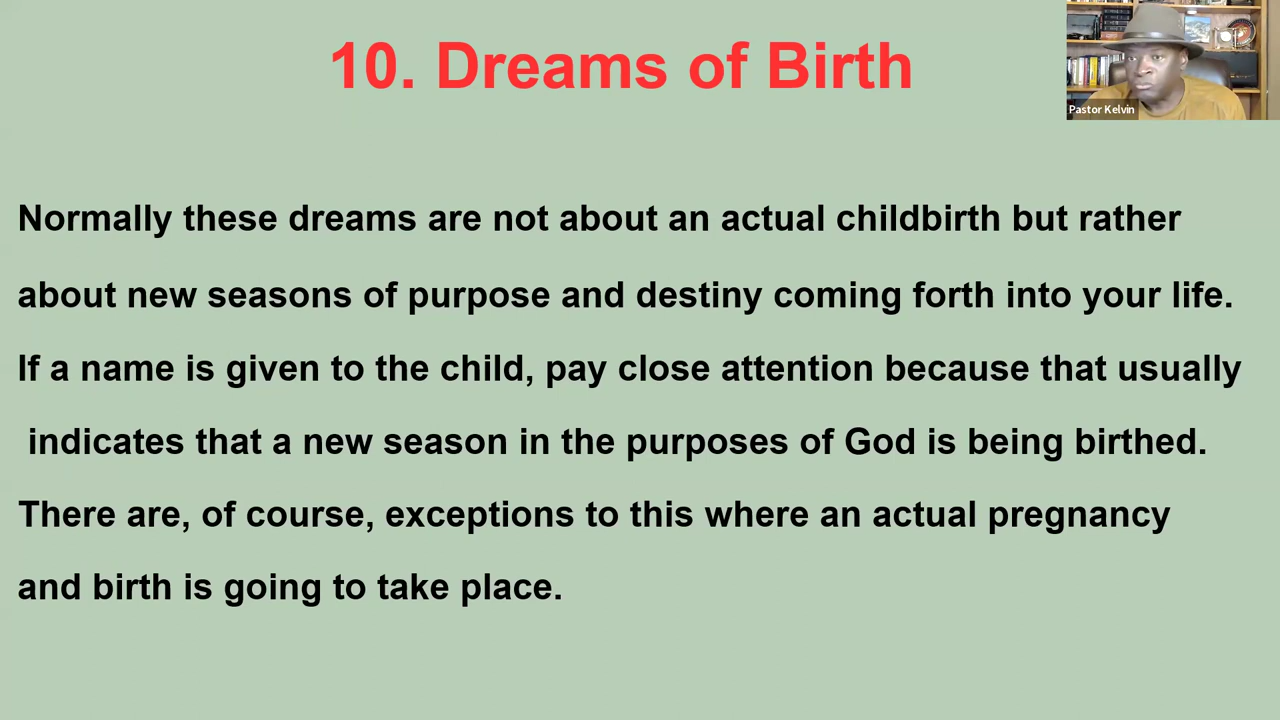 10. Dreams of Birth
Pastor Kelvin
Normally these dreams are not about an actual childbirth but rather
about new seasons of purpose and destiny coming forth into your life.
If a name is given to the child, pay close attention because that usually
indicates that a new season in the purposes of God is being birthed.
There are, of course, exceptions to this where an actual pregnancy
and birth is going to take place.